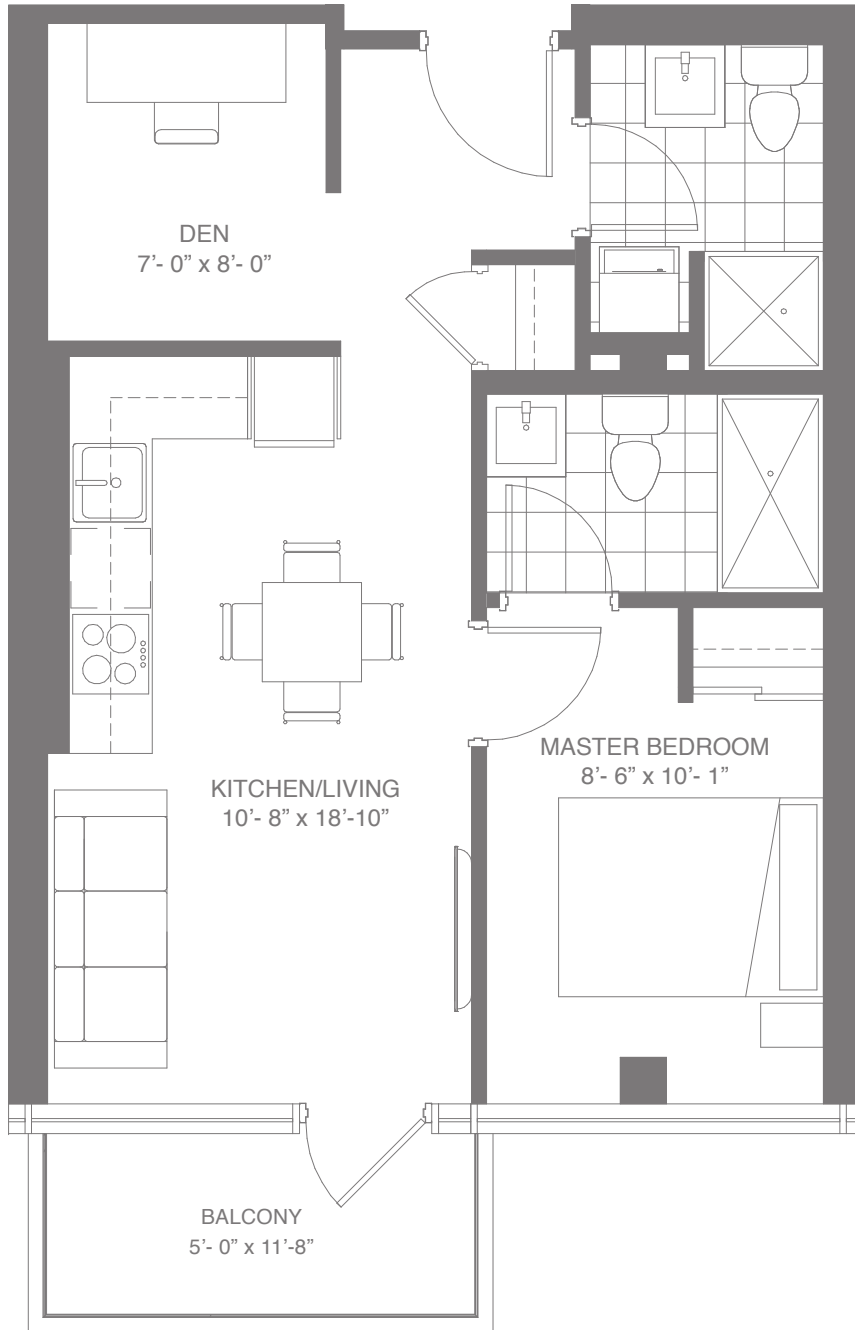 DEN
7’- 0” x 8’- 0”
MASTER BEDROOM
8’- 6” x 10’- 1”
KITCHEN/LIVING
10’- 8” x 18’-10”
BALCONY
5’- 0” x 11’-8”